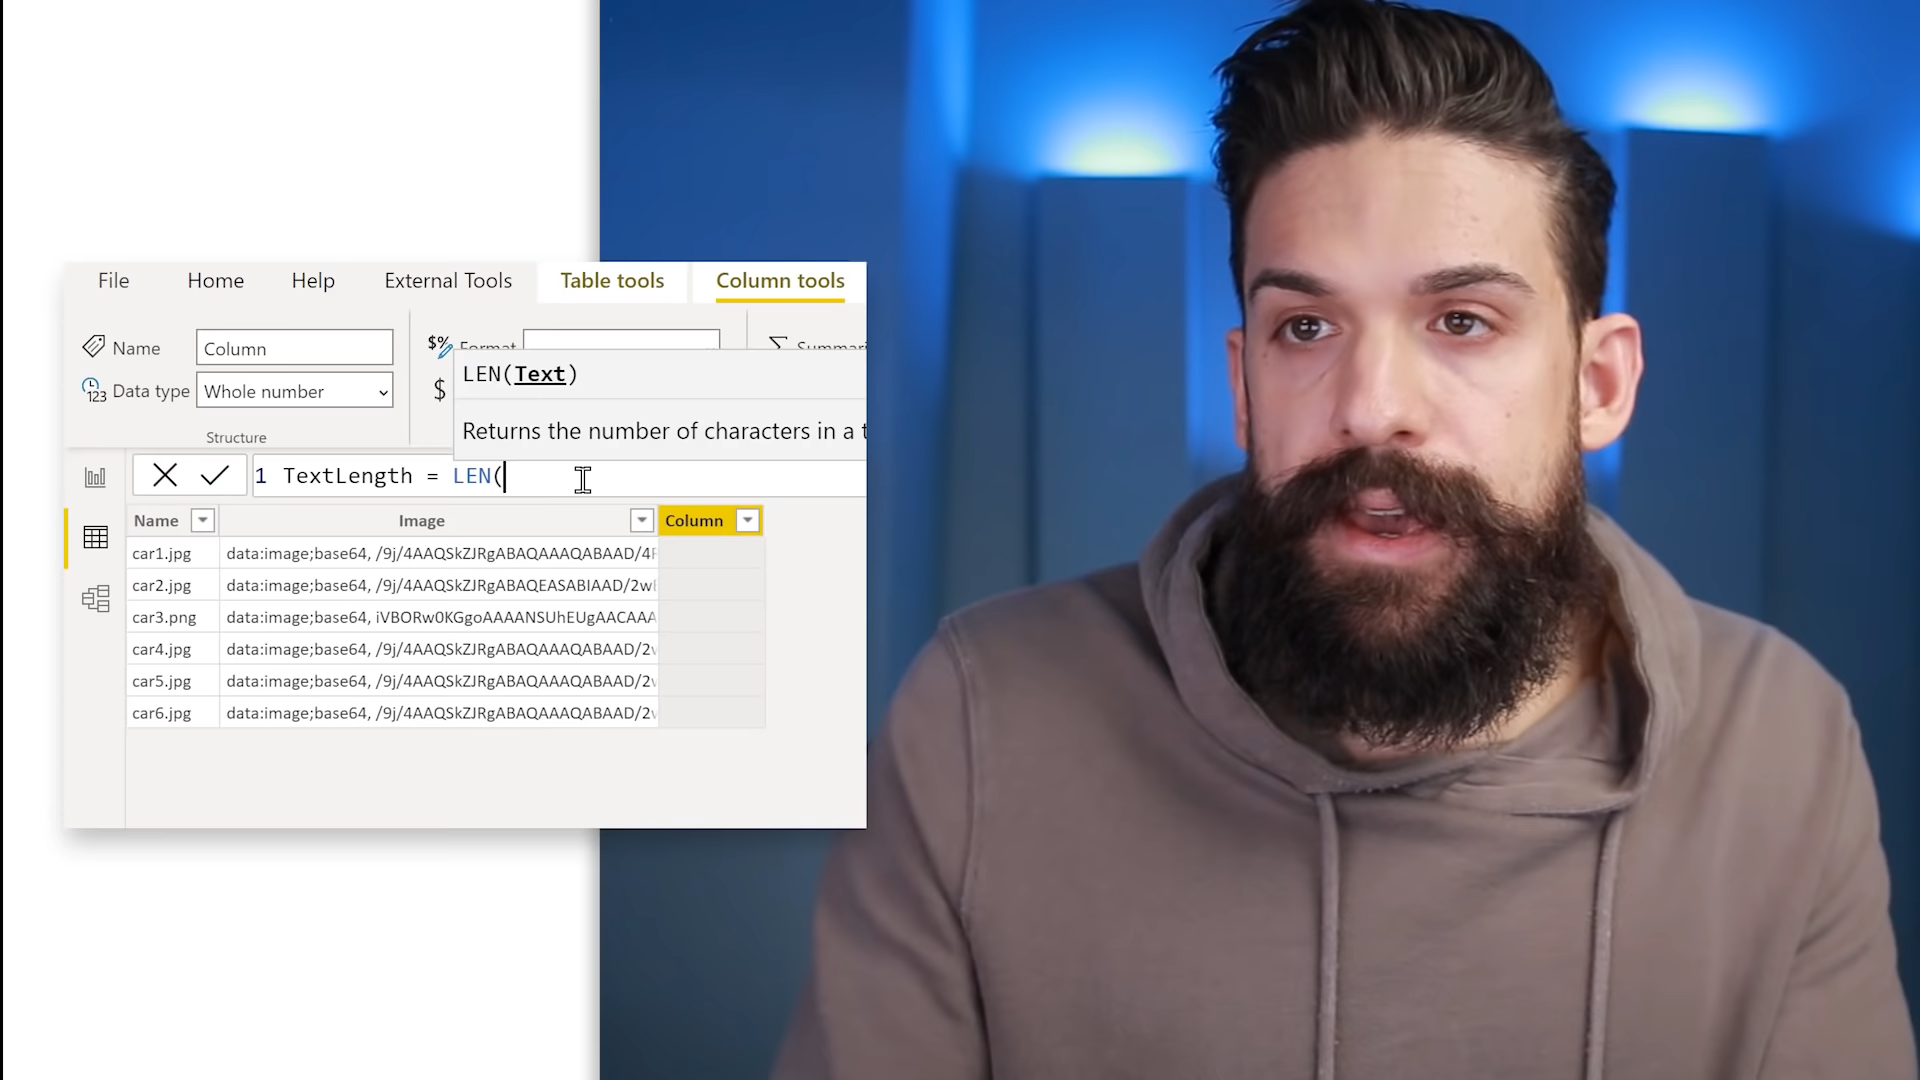 File Home Help External Tools Table tools Column tools
Name Column
$% Format
Data type Whole number
123
$
Structure
LEN(Text)
Returns the number of characters in a t
1 TextLength = LEN(
Name Image Column
car1.jpg data:image;base64, /9j/4AAQSkZJRgABAQAAAQABAAD/4
car2.jpg data:image;base64, /9j/4AAQSkZJRgABAQEASABIAAD/2w
car3.png data:image;base64, iVBORw0KGgoAAAANSUhEUgAACAAA
car4.jpg data:image;base64, /9j/4AAQSkZJRgABAQAAAQABAAD/2
car5.jpg data:image;base64, /9j/4AAQSkZJRgABAQAAAQABAAD/2
car6.jpg data:image;base64, /9j/4AAQSkZJRgABAQAAAQABAAD/2